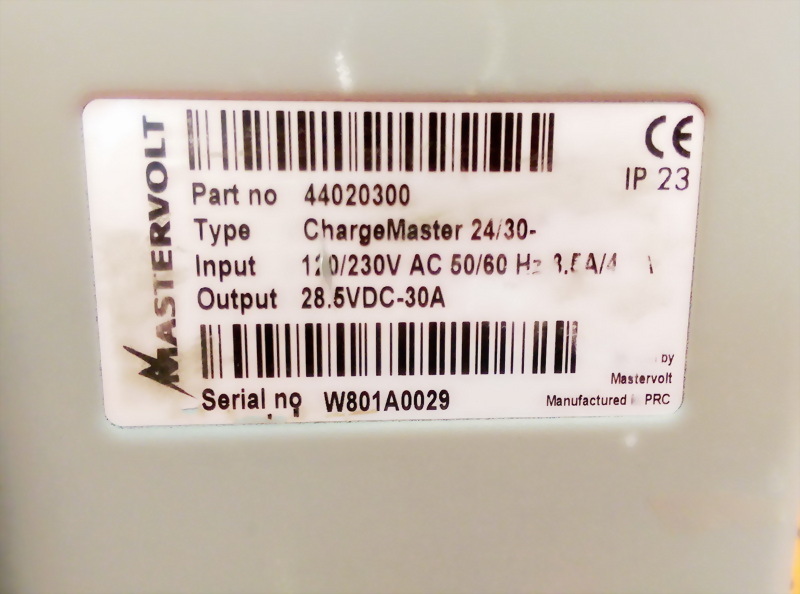 MASTERVOLT
CE
IP 23
Part no 44020300
Type ChargeMaster 24/30-
Input 120/230V AC 50/60 Hz
Output 28.5VDC-30A
Serial no W801A0029
by
Mastervolt
Manufactured PRC